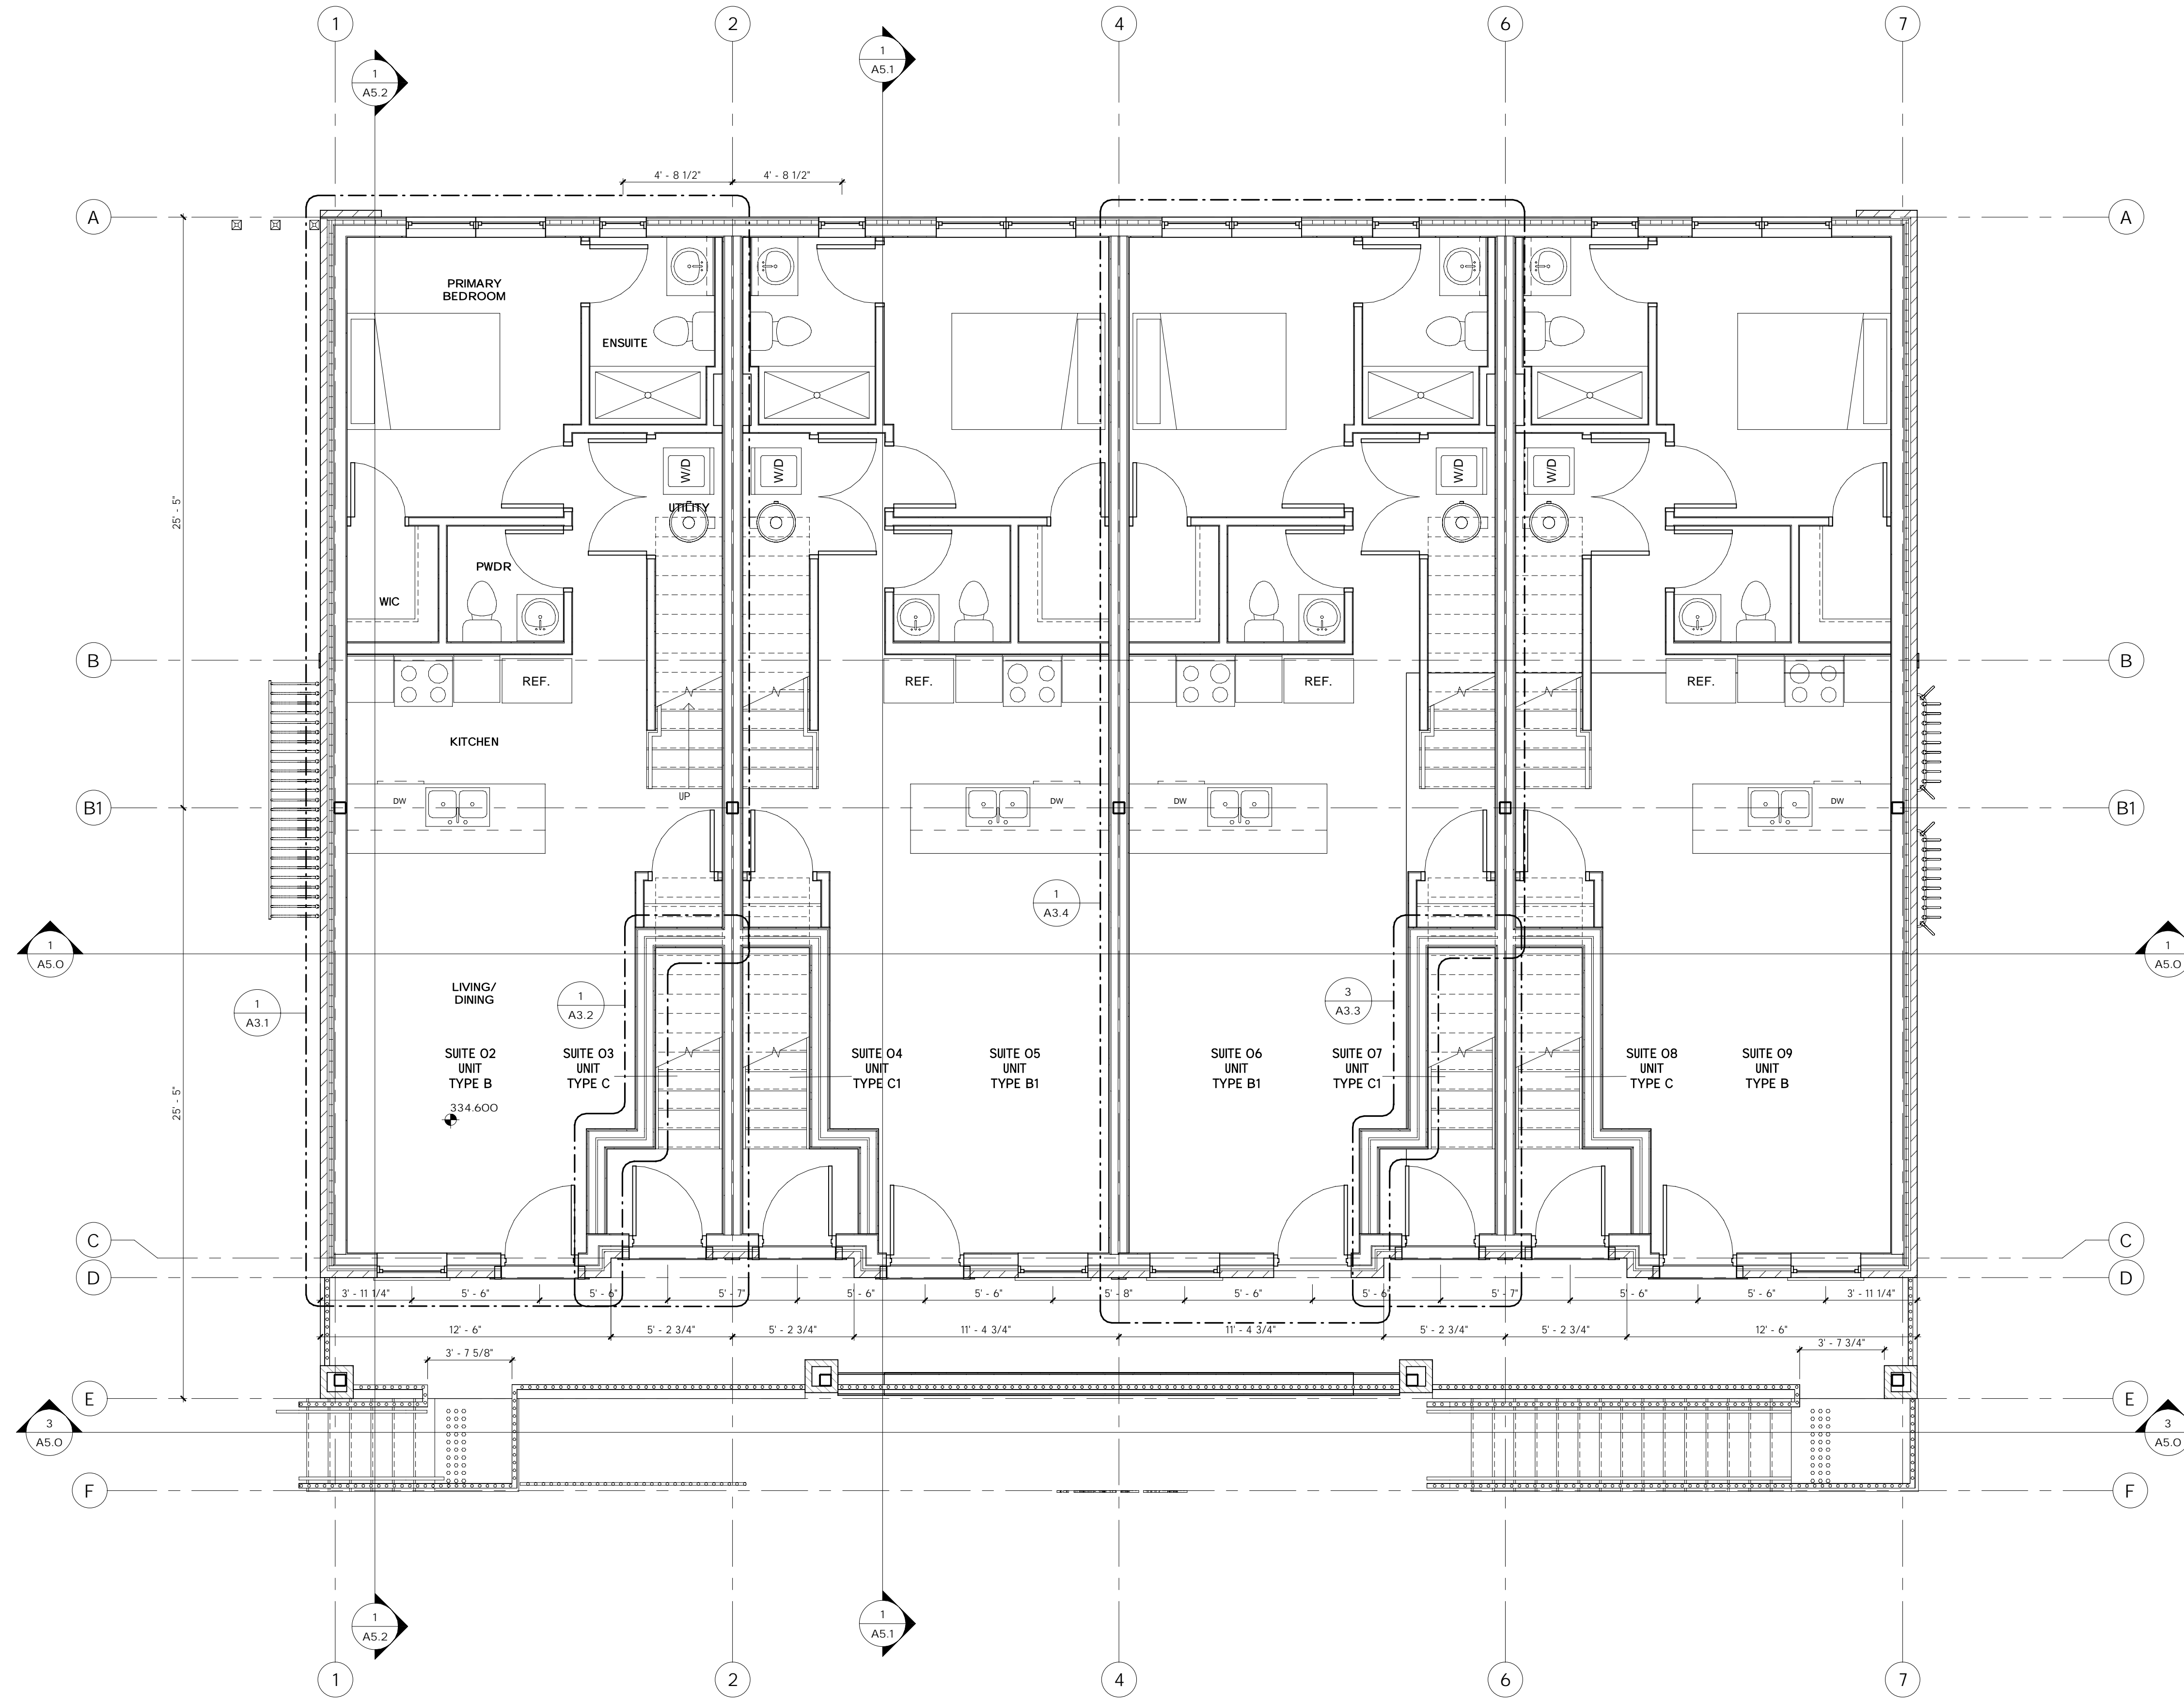 1
2
4
6
7
1
A5.2
1
A5.1
4' - 8 1/2"
4' - 8 1/2"
A
A
PRIMARY
BEDROOM
ENSUITE
W/D
W/D
W/D
W/D
25' - 5"
UTILITY
PWDR
WIC
B
B
REF.
REF.
REF.
REF.
KITCHEN
UP
DW
DW
DW
DW
B1
B1
1
A3.4
1
A5.0
1
A5.0
LIVING/
DINING
1
A3.1
1
A3.2
3
A3.3
SUITE 02
UNIT
TYPE B
SUITE 03
UNIT
TYPE C
SUITE 04
UNIT
TYPE C1
SUITE 05
UNIT
TYPE B1
SUITE 06
UNIT
TYPE B1
SUITE 07
UNIT
TYPE C1
SUITE 08
UNIT
TYPE C
SUITE 09
UNIT
TYPE B
334.600
25' - 5"
C
C
D
D
3' - 11 1/4"
5' - 6"
5' - 6"
5' - 7"
5' - 6"
5' - 6"
5' - 8"
5' - 6"
5' - 6"
5' - 7"
5' - 6"
5' - 6"
3' - 11 1/4"
12' - 6"
5' - 2 3/4"
5' - 2 3/4"
11' - 4 3/4"
11' - 4 3/4"
5' - 2 3/4"
5' - 2 3/4"
12' - 6"
3' - 7 5/8"
3' - 7 3/4"
E
E
3
A5.0
3
A5.0
F
F
1
A5.2
1
A5.1
1
2
4
6
7